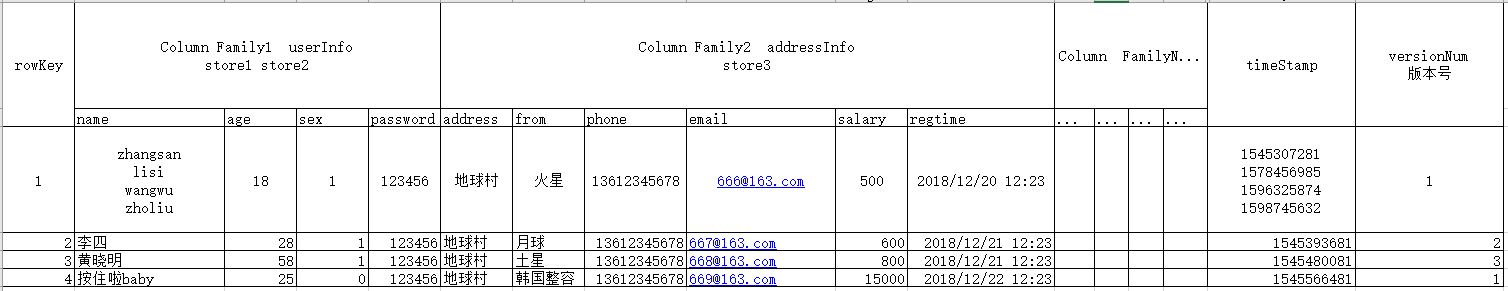 rowKey
Column Family1 userInfo
store1 store2
Column Family2 addressInfo
store3
Column FamilyN...
timeStamp
versionNum
版本号
name age sex password address from phone email salary regtime ... ... ... ...
1
zhangsan
lisi
wangwu
zholiu
18 1 123456 地球村 火星 13612345678 666@163.com 500 2018/12/20 12:23
1545307281
1578456985
1596325874
1598745632
1
2 李四 28 1 123456 地球村 月球 13612345678 667@163.com 600 2018/12/21 12:23 1545393681 2
3 黄晓明 58 1 123456 地球村 土星 13612345678 668@163.com 800 2018/12/21 12:23 1545480081 3
4 按住啦baby 25 0 123456 地球村 韩国整容 13612345678 669@163.com 15000 2018/12/22 12:23 1545566481 1